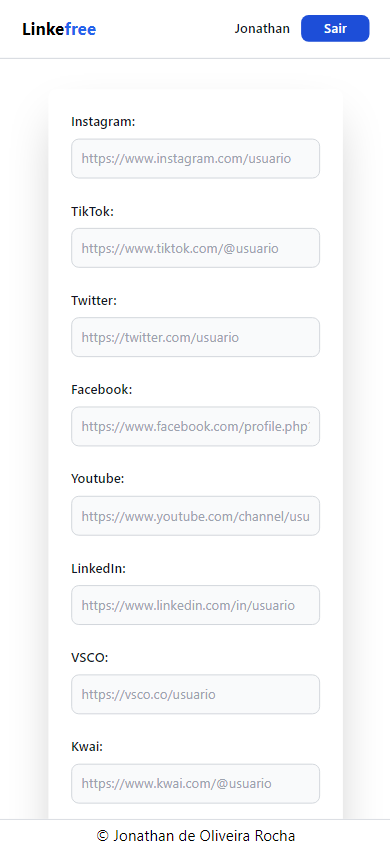 Linkefree
Jonathan
Sair
Instagram:
https://www.instagram.com/usuario
TikTok:
https://www.tiktok.com/@usuario
Twitter:
https://twitter.com/usuario
Facebook:
https://www.facebook.com/profile.php
Youtube:
https://www.youtube.com/channel/usu
LinkedIn:
https://www.linkedin.com/in/usuario
VSCO:
https://vsco.co/usuario
Kwai:
https://www.kwai.com/@usuario
© Jonathan de Oliveira Rocha